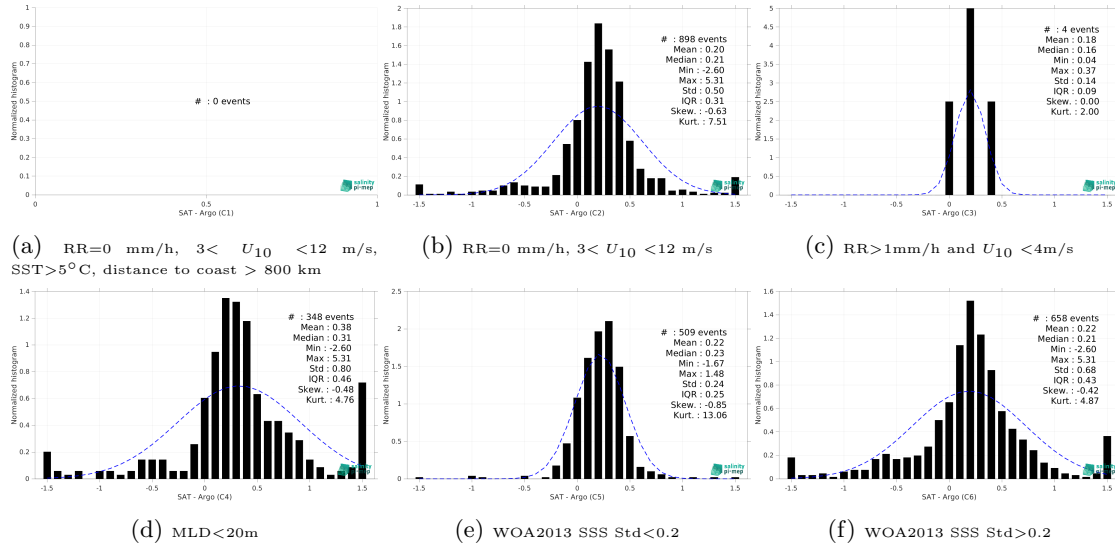 1
0.9
0.8
0.7
0.6
0.5
0.4
0.3
0.2
0.1
0
Normalized histogram
# : 0 events
salinity
pi-mep
0 0.5 1
SAT - Argo (C1)
(a) RR=0 mm/h, 3< U10 <12 m/s,
SST>5°C, distance to coast > 800 km
2
1.8
1.6
1.4
1.2
1
0.8
0.6
0.4
0.2
0
Normalized histogram
# : 898 events
Mean : 0.20
Median : 0.21
Min : -2.60
Max : 5.31
Std : 0.50
IQR : 0.31
Skew. : -0.63
Kurt. : 7.51
salinity
pi-mep
-1.5 -1 -0.5 0 0.5 1 1.5
SAT - Argo (C2)
(b) RR=0 mm/h, 3< U10 <12 m/s
5
4.5
4
3.5
3
2.5
2
1.5
1
0.5
0
Normalized histogram
# : 4 events
Mean : 0.18
Median : 0.16
Min : 0.04
Max : 0.37
Std : 0.14
IQR : 0.09
Skew. : 0.00
Kurt. : 2.00
salinity
pi-mep
-1.5 -1 -0.5 0 0.5 1 1.5
SAT - Argo (C3)
(c) RR>1mm/h and U10 <4m/s
1.4
1.2
1
0.8
0.6
0.4
0.2
0
Normalized histogram
# : 348 events
Mean : 0.38
Median : 0.31
Min : -2.60
Max : 5.31
Std : 0.80
IQR : 0.46
Skew. : -0.48
Kurt. : 4.76
salinity
pi-mep
-1.5 -1 -0.5 0 0.5 1 1.5
SAT - Argo (C4)
(d) MLD<20m
2.5
2
1.5
1
0.5
0
Normalized histogram
# : 509 events
Mean : 0.22
Median : 0.23
Min : -1.67
Max : 1.48
Std : 0.24
IQR : 0.25
Skew. : -0.85
Kurt. : 13.06
salinity
pi-mep
-1.5 -1 -0.5 0 0.5 1 1.5
SAT - Argo (C5)
(e) WOA2013 SSS Std<0.2
1.6
1.4
1.2
1
0.8
0.6
0.4
0.2
0
Normalized histogram
# : 658 events
Mean : 0.22
Median : 0.21
Min : -2.60
Max : 5.31
Std : 0.68
IQR : 0.43
Skew. : -0.42
Kurt. : 4.87
salinity
pi-mep
-1.5 -1 -0.5 0 0.5 1 1.5
SAT - Argo (C6)
(f) WOA2013 SSS Std>0.2